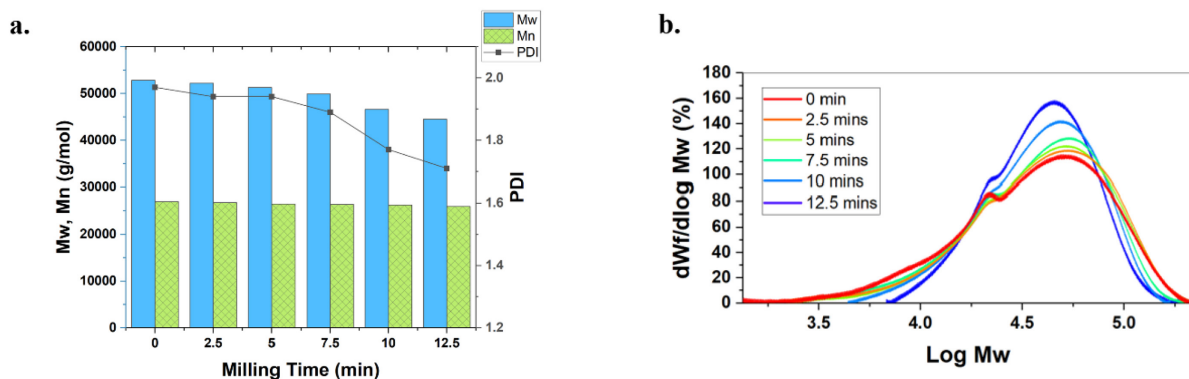 a.
Mw
Mn
PDI
60000
50000
40000
30000
20000
10000
0
Mw, Mn (g/mol)
2.0
1.8
1.6
1.4
1.2
PDI
0 2.5 5 7.5 10 12.5
Milling Time (min)
b.
180
160
140
120
100
80
60
40
20
0
dWf/dlog Mw (%)
0 min
2.5 mins
5 mins
7.5 mins
10 mins
12.5 mins
3.5 4.0 4.5 5.0
Log Mw